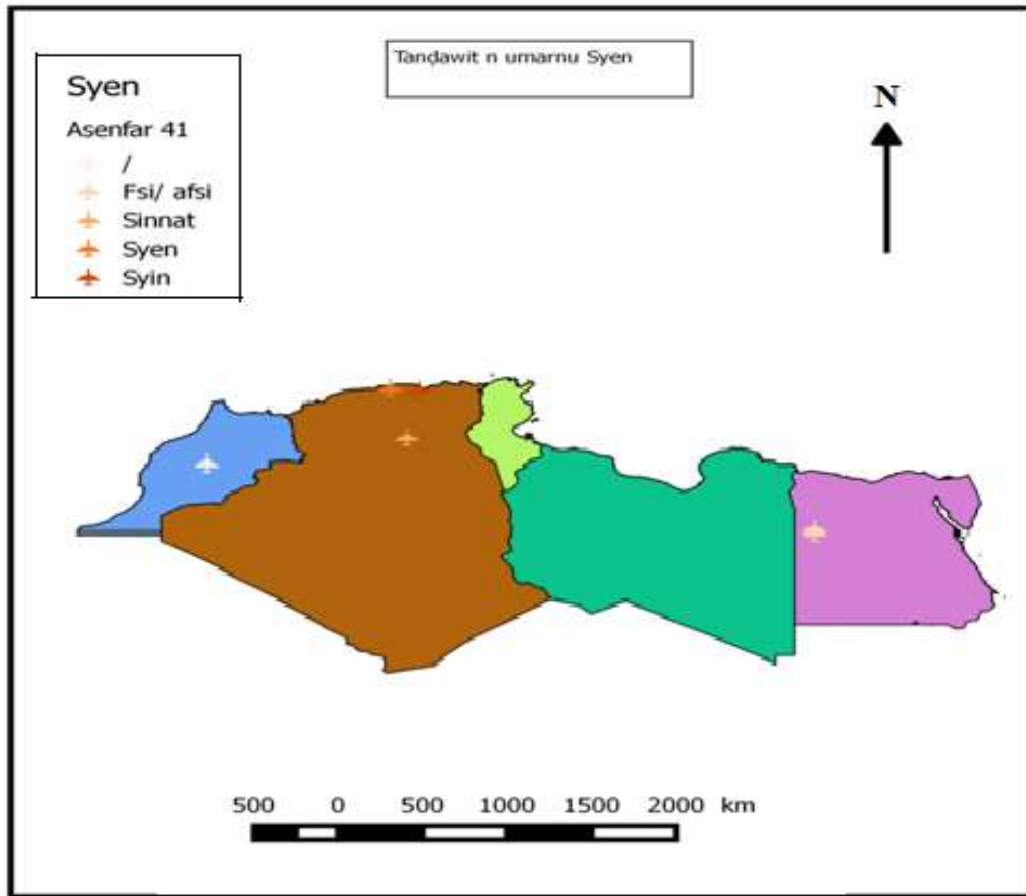 Tanḍawit n umarnu Syen
Syen
Asenfar 41
/
Fsi/ afsi
Sinnat
Syen
Syin
N
500 0 500 1000 1500 2000 km